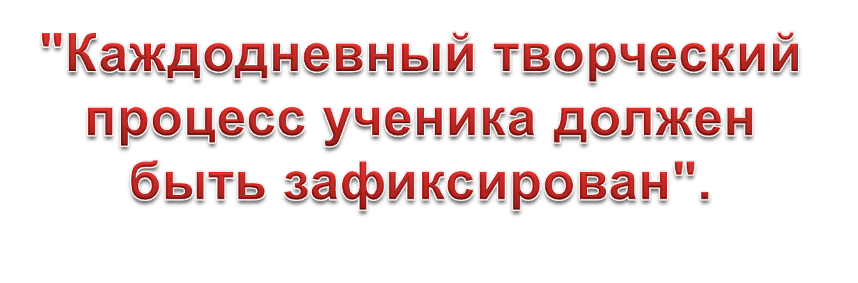 "Каждодневный творческий
процесс ученика должен
быть зафиксирован".